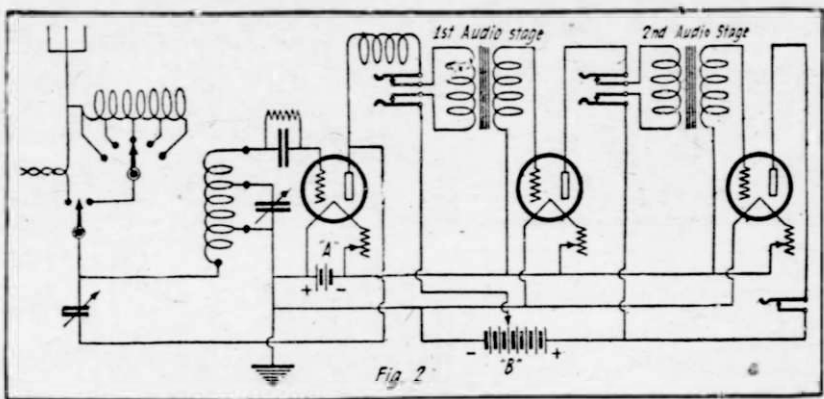 1st Audio stage
2nd Audio Stage
"A"
+ -
- "B" +
Fig 2